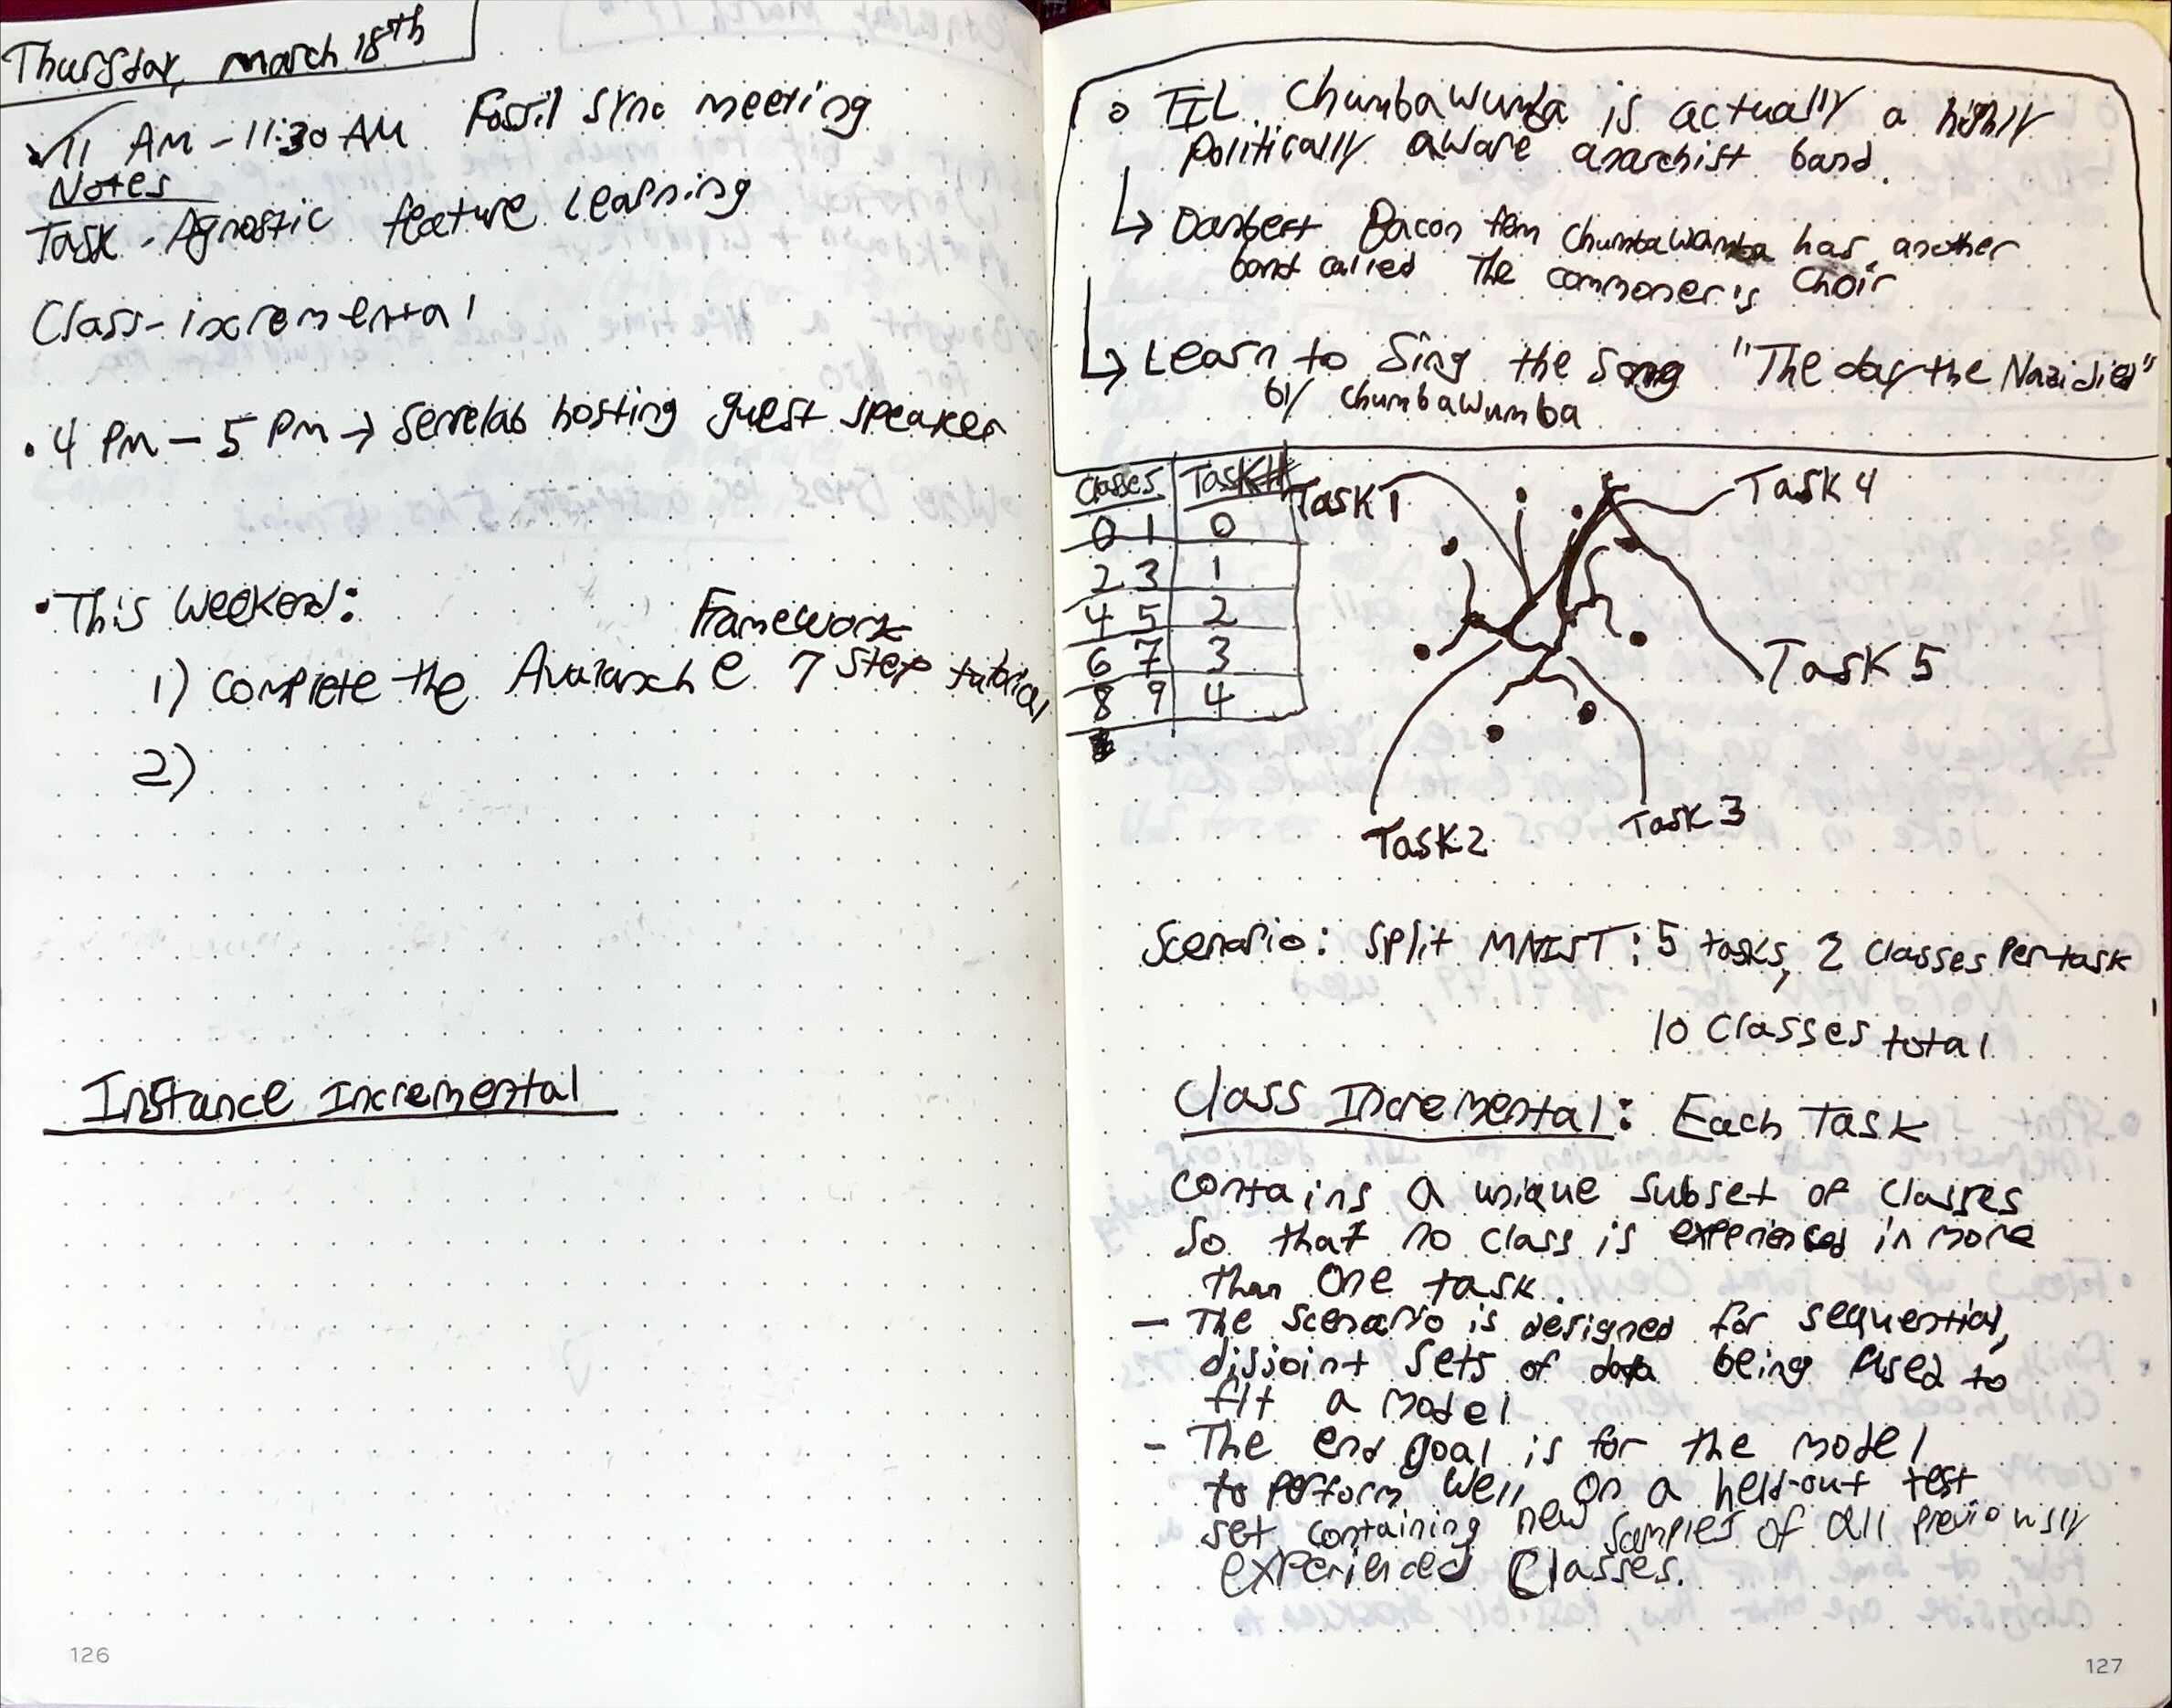 Thursday, March 18th
11 AM - 11:30 AM Fossil sync meeting
Notes
Task-Agnostic feature Learning
Class-incremental
• 4 PM - 5 PM → Serrelab hosting guest speaker
• This weekend:
Framework
1) complete the Avalanche 7 step tutorial
2)
Instance Incremental
126
TIL Chumbawumba is actually a highly
Politically aware anarchist band.
↳ Danbert Bacon from Chumbawamba has another
band called The commoner's Choir
↳ Learn to Sing the song "The day the Nazi died"
by Chumbawumba
Classes Task#
0 1 0
2 3 1
4 5 2
6 7 3
8 9 4
Task 1
Task 4
Task 5
Task 3
Task 2
Scenario: Split MNIST: 5 tasks, 2 classes per task
10 Classes total
Class Incremental: Each Task
contains a unique subset of classes
So that no class is experienced in more
than one task.
- The scenario is designed for sequential,
disjoint sets of data being used to
fit a model
- The end goal is for the model
to perform well on a held-out test
set containing new samples of all previously
experienced Classes.
127